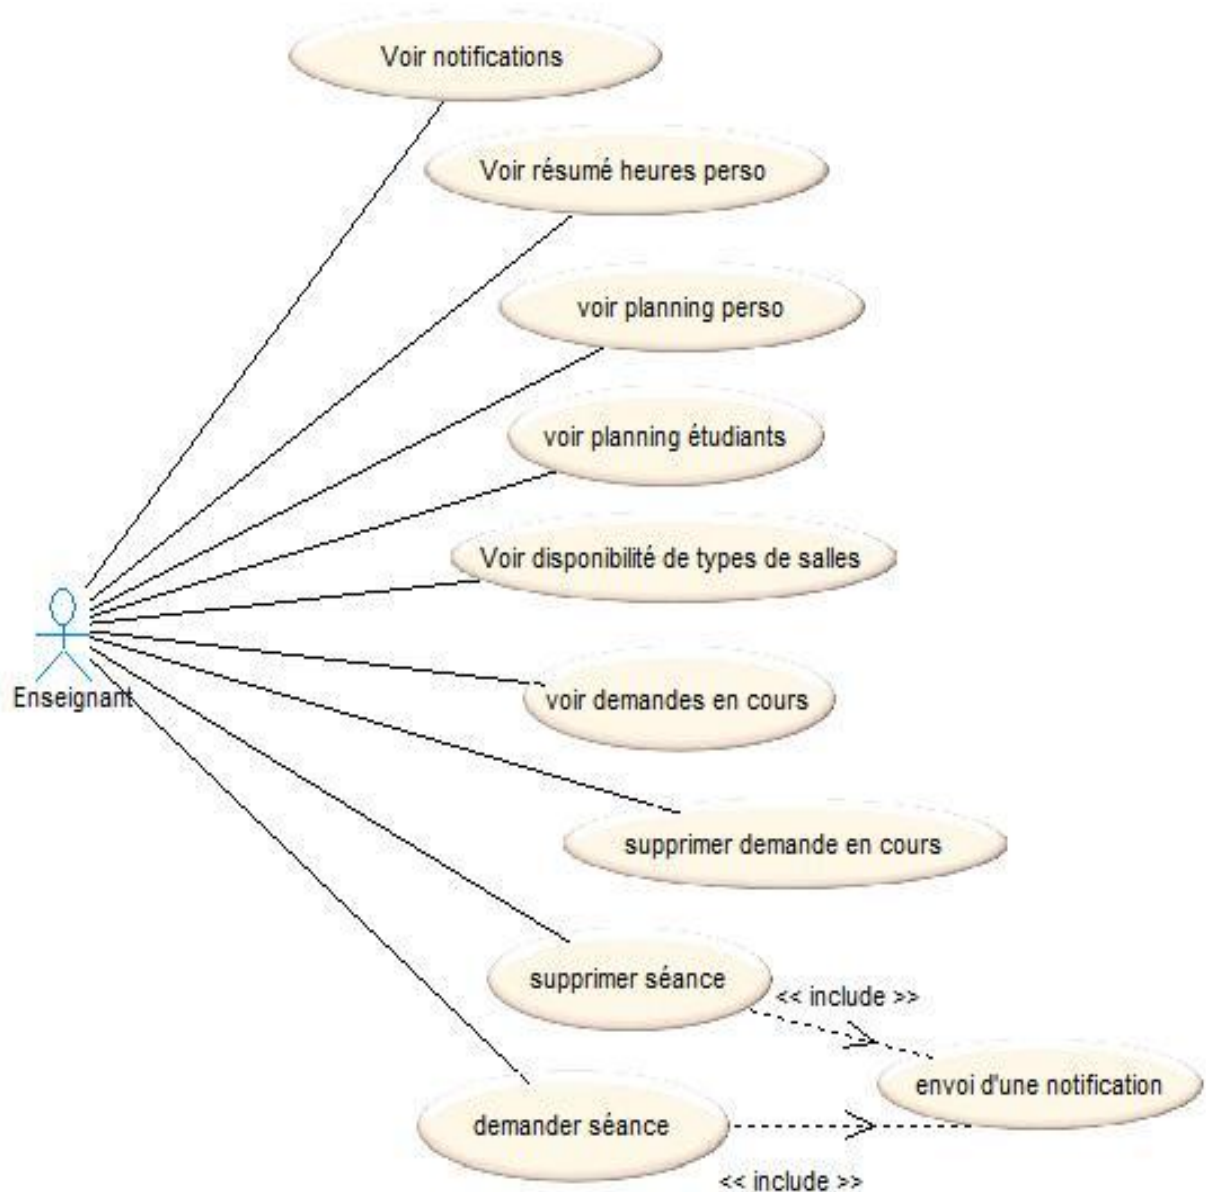 Voir notifications
Voir résumé heures perso
voir planning perso
voir planning étudiants
Voir disponibilité de types de salles
Enseignant
voir demandes en cours
supprimer demande en cours
supprimer séance
<< include >>
envoi d'une notification
demander séance
<< include >>